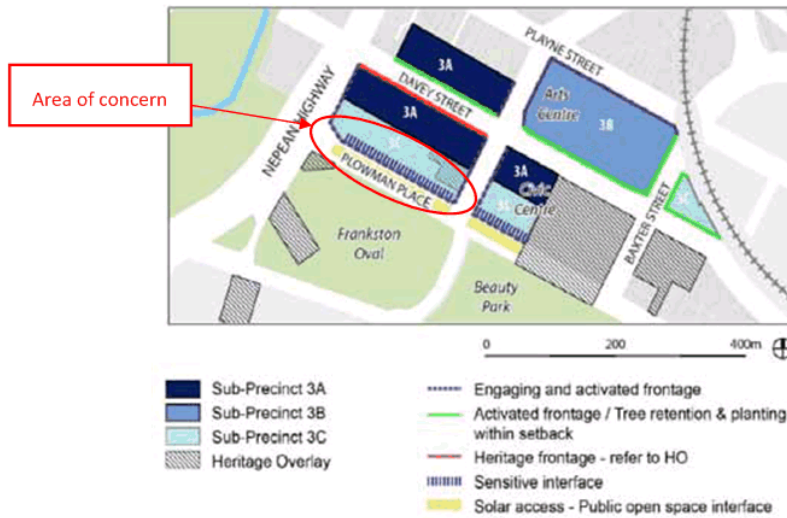 PLAYNE STREET
3A
DAVEY STREET
Area of concern
NEPEAN HIGHWAY
3A
Arts
Centre
3B
3C
3A
Civic
Centre
3C
PLOWMAN PLACE
BAXTER STREET
Frankston
Oval
Beauty
Park
0 200 400m
Sub-Precinct 3A
Sub-Precinct 3B
Sub-Precinct 3C
Heritage Overlay
Engaging and activated frontage
Activated frontage / Tree retention & planting
within setback
Heritage frontage - refer to HO
Sensitive interface
Solar access - Public open space interface